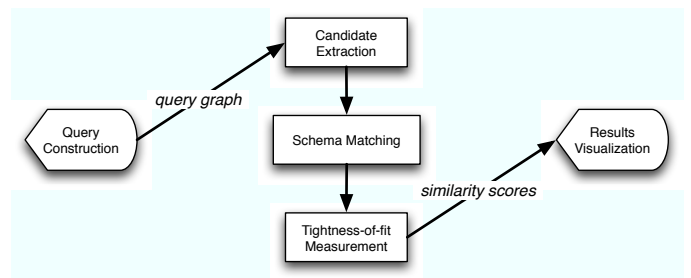 Candidate
Extraction
query graph
Query
Construction
Schema Matching
Results
Visualization
similarity scores
Tightness-of-fit
Measurement